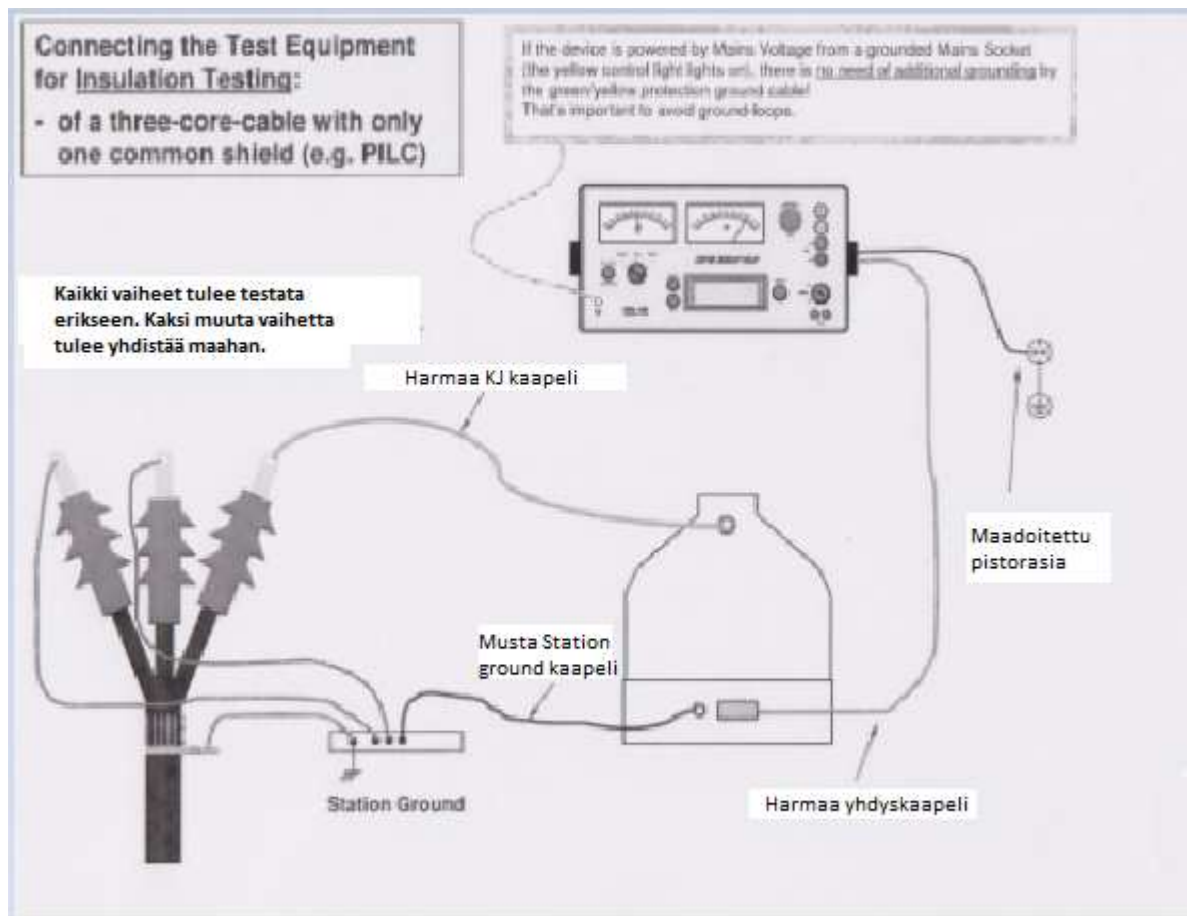 Connecting the Test Equipment
for Insulation Testing:
- of a three-core-cable with only
one common shield (e.g. PILC)
If the device is powered by Mains Voltage from a grounded Mains Socket
(the yellow control light lights on), there is no need of additional grounding by
the green/yellow protection ground cable!
That's important to avoid ground-loops.
Kaikki vaiheet tulee testata
erikseen. Kaksi muuta vaihetta
tulee yhdistää maahan.
Harmaa KJ kaapeli
Maadoitettu
pistorasia
Musta Station
ground kaapeli
Station Ground
Harmaa yhdyskaapeli